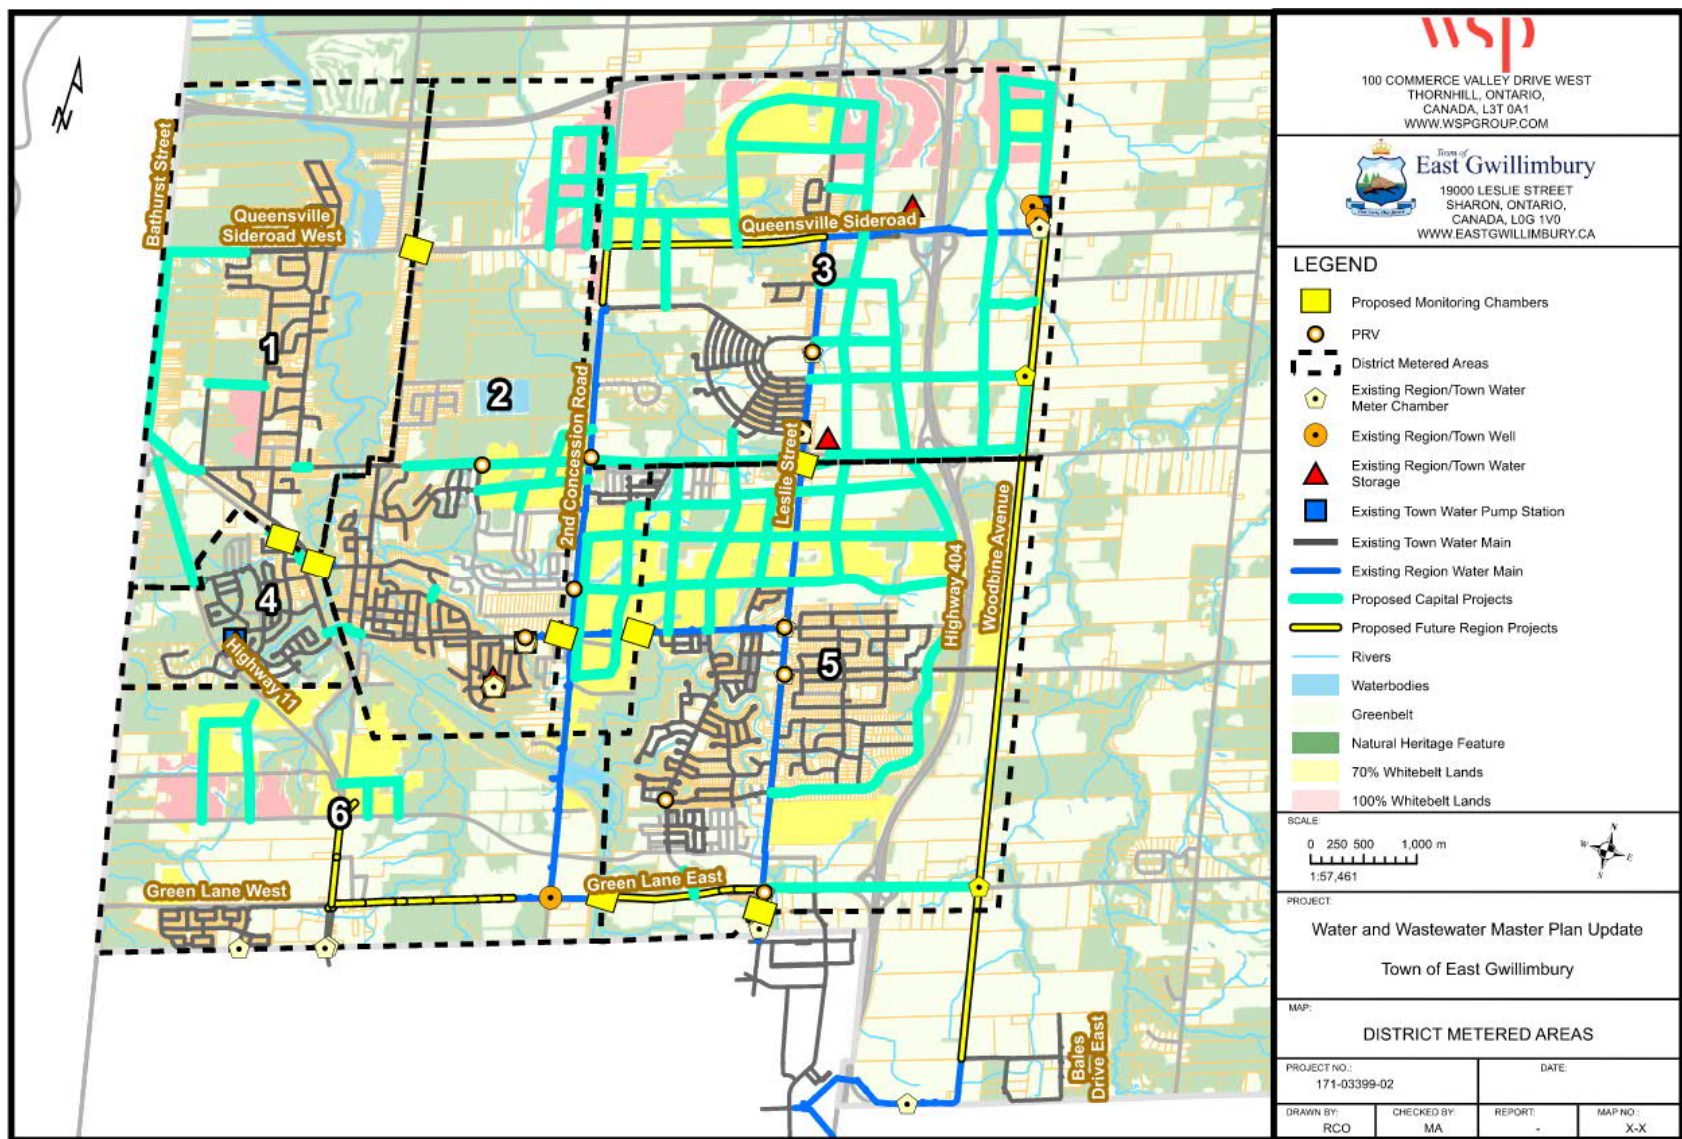 N
Bathurst Street
Queensville
Sideroad West
Queensville Sideroad
1
2
3
2nd Concession Road
Leslie Street
Highway 404
Woodbine Avenue
4
5
Highway 11
6
Green Lane West
Green Lane East
Bales
Drive East
wsp
100 COMMERCE VALLEY DRIVE WEST
THORNHILL, ONTARIO,
CANADA, L3T 0A1
WWW.WSPGROUP.COM
Town of
East Gwillimbury
19000 LESLIE STREET
SHARON, ONTARIO,
CANADA, L0G 1V0
WWW.EASTGWILLIMBURY.CA
LEGEND
Proposed Monitoring Chambers
PRV
District Metered Areas
Existing Region/Town Water
Meter Chamber
Existing Region/Town Well
Existing Region/Town Water
Storage
Existing Town Water Pump Station
Existing Town Water Main
Existing Region Water Main
Proposed Capital Projects
Proposed Future Region Projects
Rivers
Waterbodies
Greenbelt
Natural Heritage Feature
70% Whitebelt Lands
100% Whitebelt Lands
SCALE:
0 250 500 1,000 m
1:57,461
N
W E
S
PROJECT:
Water and Wastewater Master Plan Update
Town of East Gwillimbury
MAP:
DISTRICT METERED AREAS
PROJECT NO.: DATE:
171-03399-02
DRAWN BY: CHECKED BY: REPORT: MAP NO.:
RCO MA - X-X